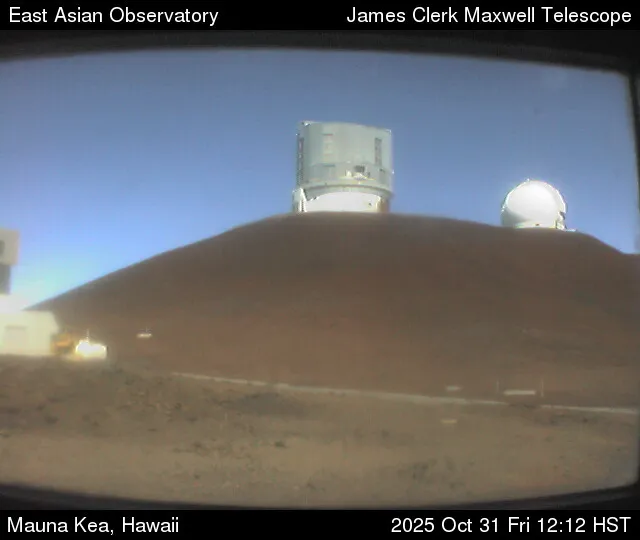 East Asian Observatory
James Clerk Maxwell Telescope
Mauna Kea, Hawaii
2025 Oct 31 Fri 12:12 HST